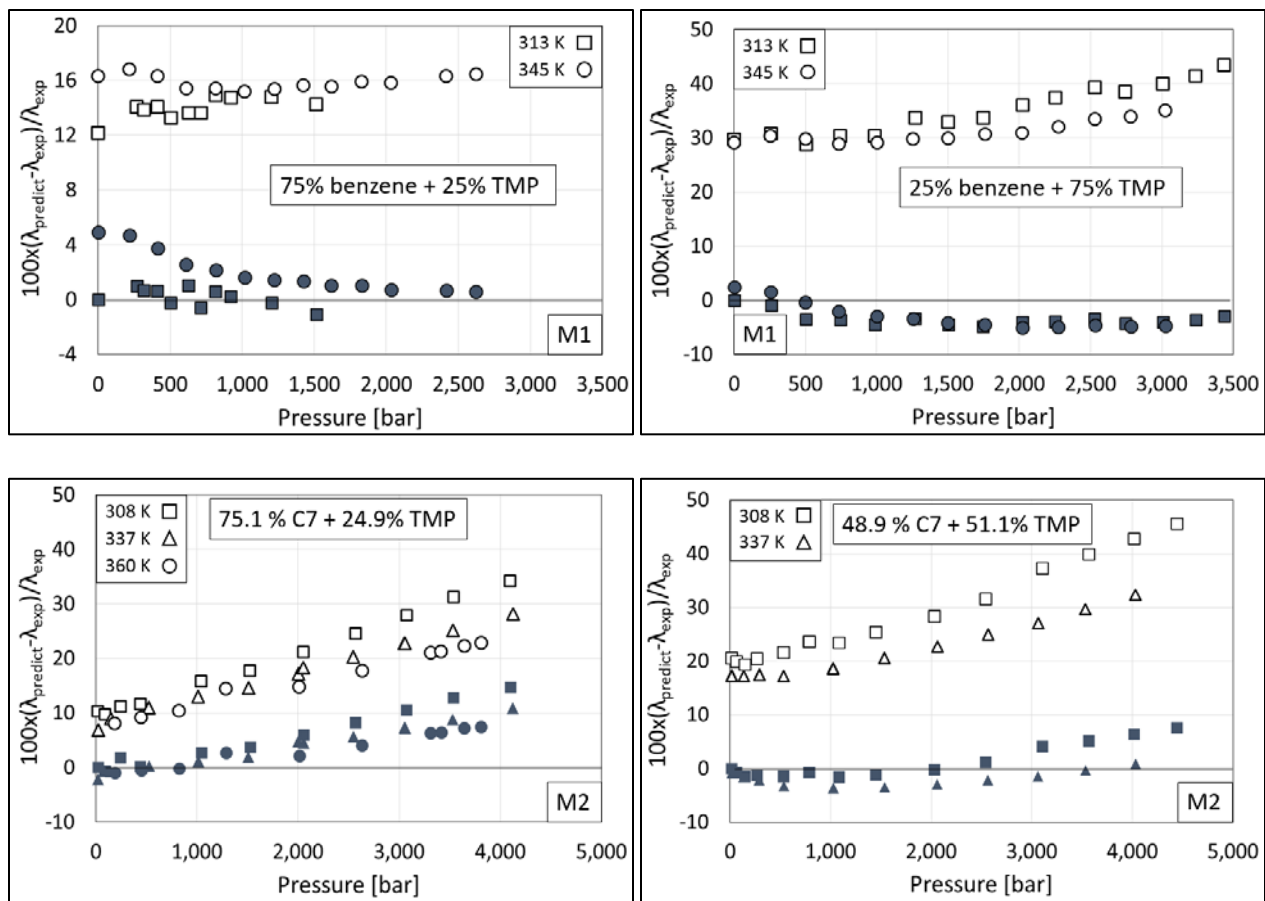 20
16
12
8
4
0
-4
100x(λpredict-λexp)/λexp
313 K
345 K
75% benzene + 25% TMP
M1
0
500
1,000
1,500
2,000
2,500
3,000
3,500
Pressure [bar]
50
40
30
20
10
0
-10
100x(λpredict-λexp)/λexp
313 K
345 K
25% benzene + 75% TMP
M1
0
500
1,000
1,500
2,000
2,500
3,000
3,500
Pressure [bar]
50
40
30
20
10
0
-10
100x(λpredict-λexp)/λexp
308 K
337 K
360 K
75.1 % C7 + 24.9% TMP
M2
0
1,000
2,000
3,000
4,000
5,000
Pressure [bar]
50
40
30
20
10
0
-10
100x(λpredict-λexp)/λexp
308 K
337 K
48.9 % C7 + 51.1% TMP
M2
0
1,000
2,000
3,000
4,000
5,000
Pressure [bar]